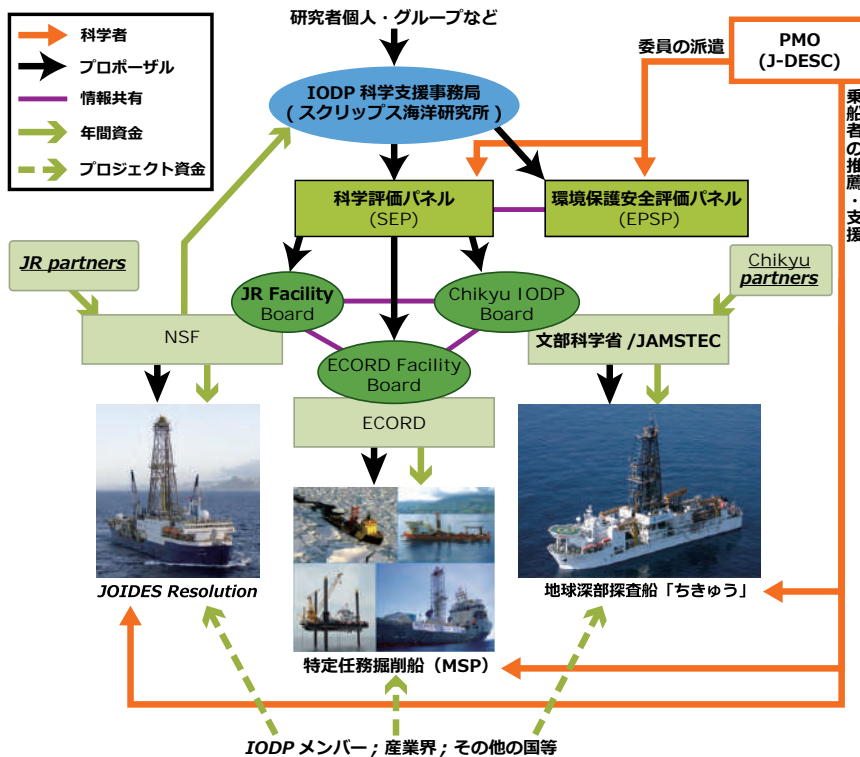 科学者
プロポーザル
情報共有
年間資金
プロジェクト資金
研究者個人・グループなど
委員の派遣
PMO
(J-DESC)
乗船者の推薦・支援
IODP 科学支援事務局
( スクリップス海洋研究所 )
科学評価パネル
(SEP)
環境保護安全評価パネル
(EPSP)
JR partners
Chikyu
partners
JR Facility
Board
Chikyu IODP
Board
NSF
文部科学省 /JAMSTEC
ECORD Facility
Board
ECORD
JOIDES Resolution
地球深部探査船「ちきゅう」
特定任務掘削船（MSP）
IODP メンバー ; 産業界 ; その他の国等